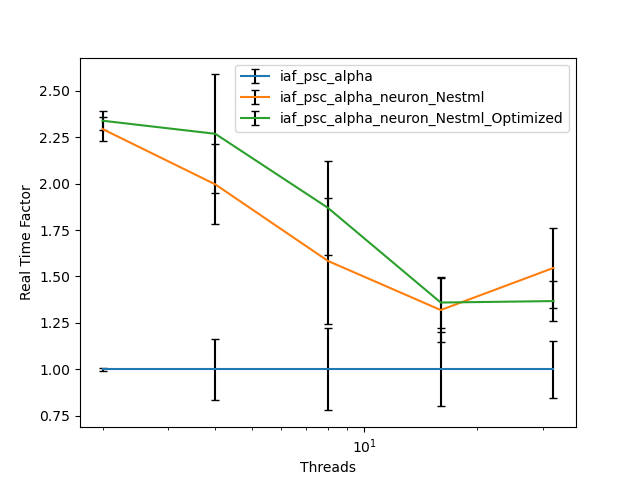 iaf_psc_alpha
iaf_psc_alpha_neuron_Nestml
iaf_psc_alpha_neuron_Nestml_Optimized
2.50
2.25
2.00
1.75
1.50
1.25
1.00
0.75
Real Time Factor
10¹
Threads